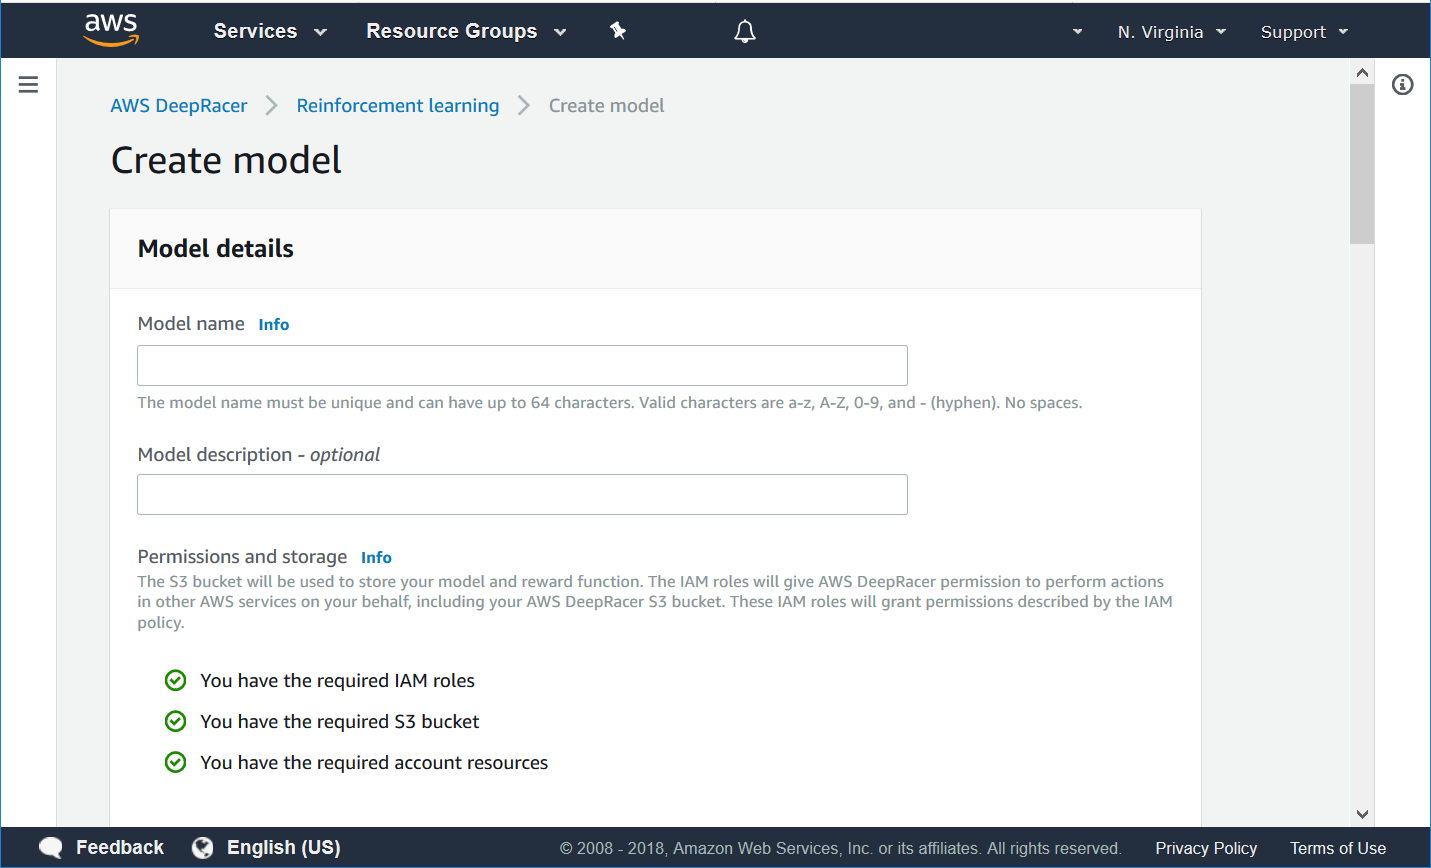 aws Services Resource Groups N. Virginia Support
AWS DeepRacer Reinforcement learning Create model
Create model
Model details
Model name Info
The model name must be unique and can have up to 64 characters. Valid characters are a-z, A-Z, 0-9, and - (hyphen). No spaces.
Model description - optional
Permissions and storage Info
The S3 bucket will be used to store your model and reward function. The IAM roles will give AWS DeepRacer permission to perform actions
in other AWS services on your behalf, including your AWS DeepRacer S3 bucket. These IAM roles will grant permissions described by the IAM
policy.
You have the required IAM roles
You have the required S3 bucket
You have the required account resources
Feedback English (US) © 2008 - 2018, Amazon Web Services, Inc. or its affiliates. All rights reserved. Privacy Policy Terms of Use